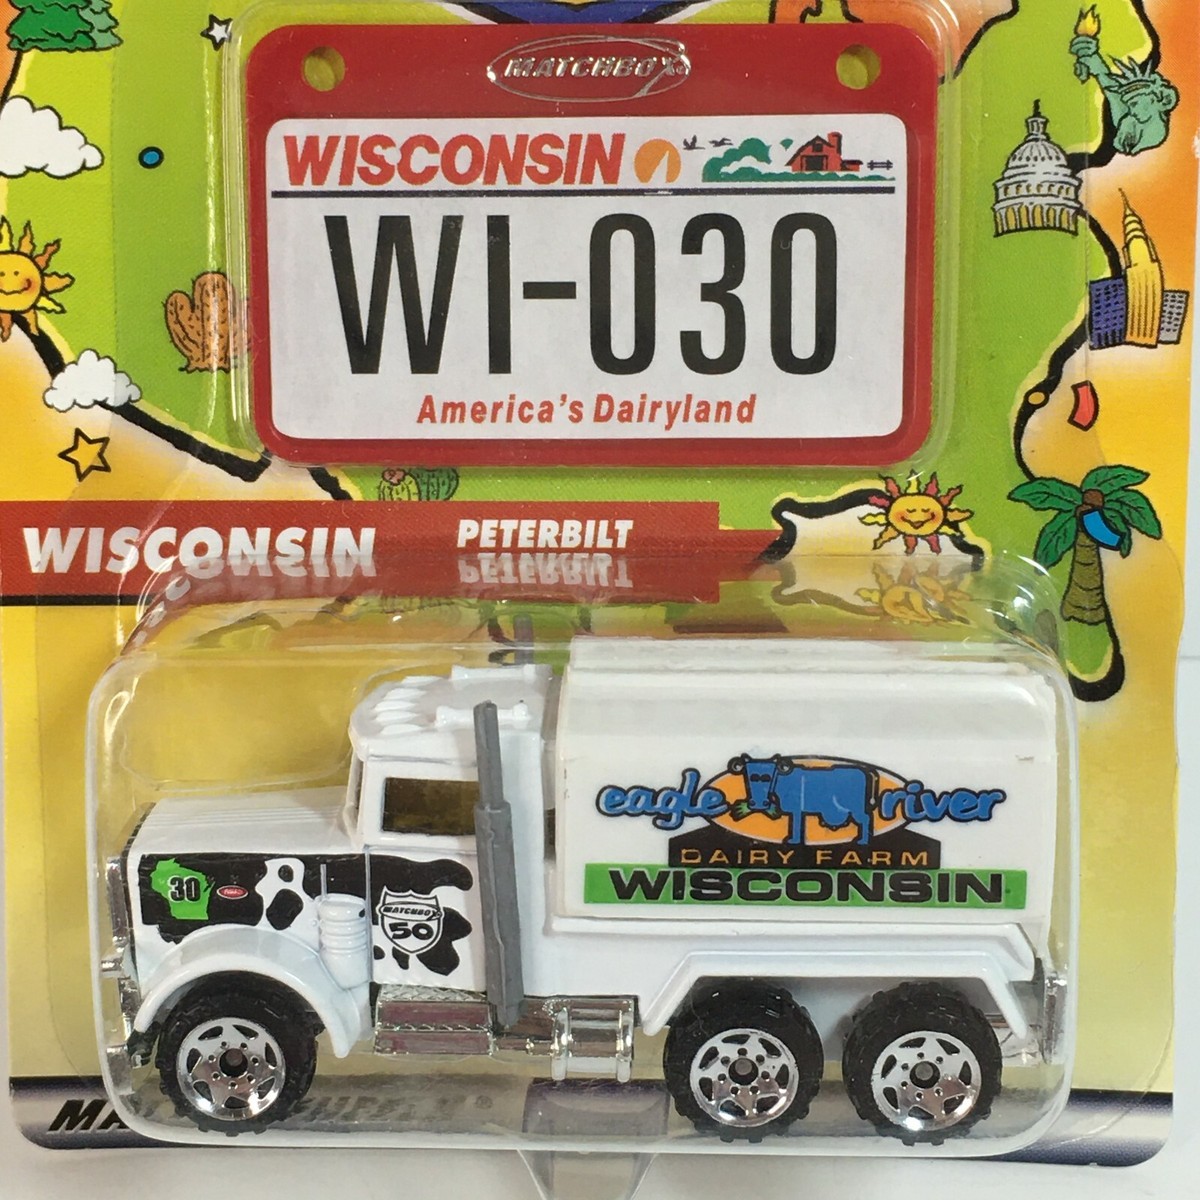 MATCHBOX
WISCONSIN
WI-030
America's Dairyland
WISCONSIN PETERBILT
eagle river
DAIRY FARM
WISCONSIN
30
MATCHBOX
50